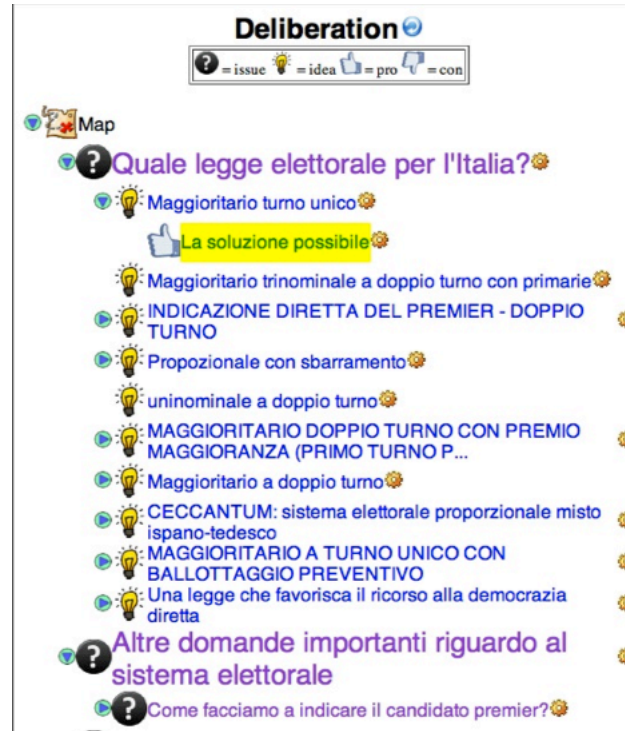 Deliberation
= issue = idea = pro = con
Map
Quale legge elettorale per l'Italia?
Maggioritario turno unico
La soluzione possibile
Maggioritario trinominale a doppio turno con primarie
INDICAZIONE DIRETTA DEL PREMIER - DOPPIO
TURNO
Propozionale con sbarramento
uninominale a doppio turno
MAGGIORITARIO DOPPIO TURNO CON PREMIO
MAGGIORANZA (PRIMO TURNO P...
Maggioritario a doppio turno
CECCANTUM: sistema elettorale proporzionale misto
ispano-tedesco
MAGGIORITARIO A TURNO UNICO CON
BALLOTTAGGIO PREVENTIVO
Una legge che favorisca il ricorso alla democrazia
diretta
Altre domande importanti riguardo al
sistema elettorale
Come facciamo a indicare il candidato premier?